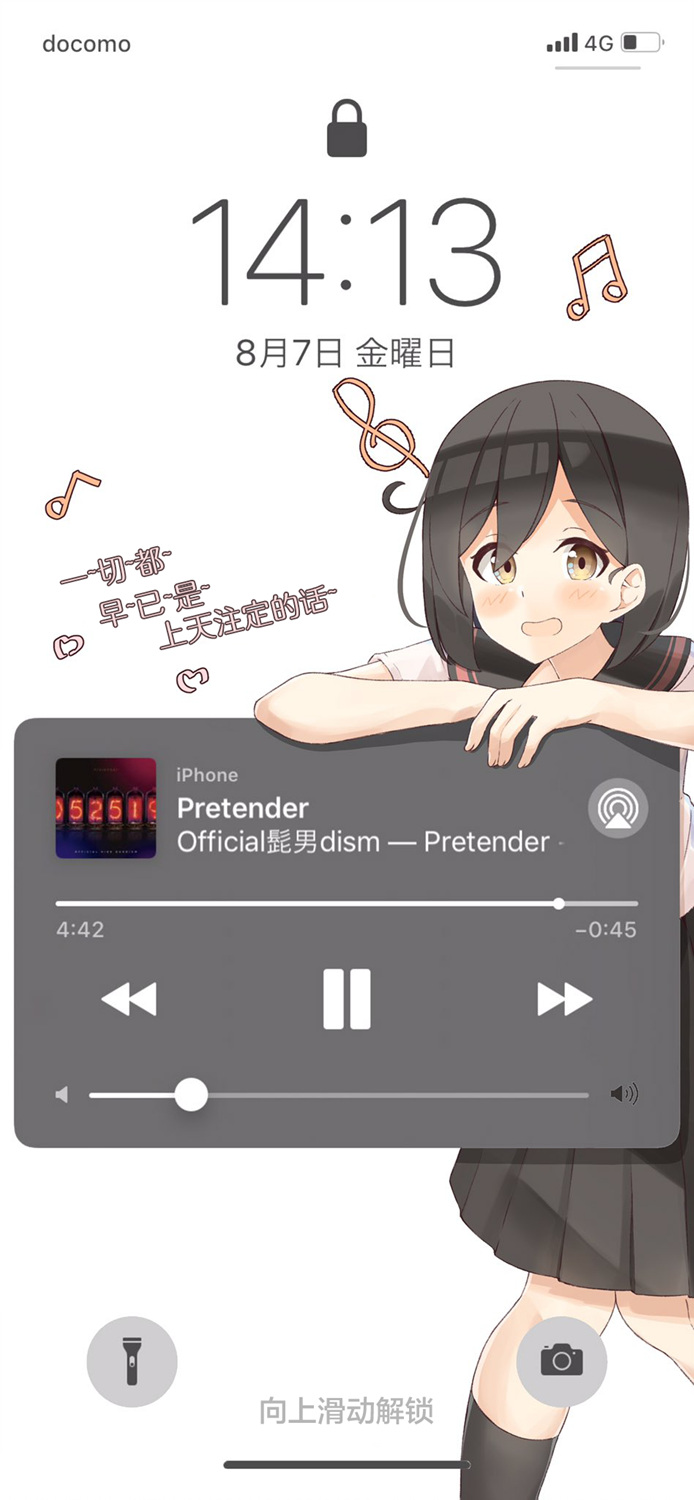 docomo
4G
14:13
8月7日 金曜日
一~切~都~
早~已~是~
上天注定的话~
iPhone
Pretender
Official髭男dism — Pretender -
052519
4:42
−0:45
向上滑动解锁